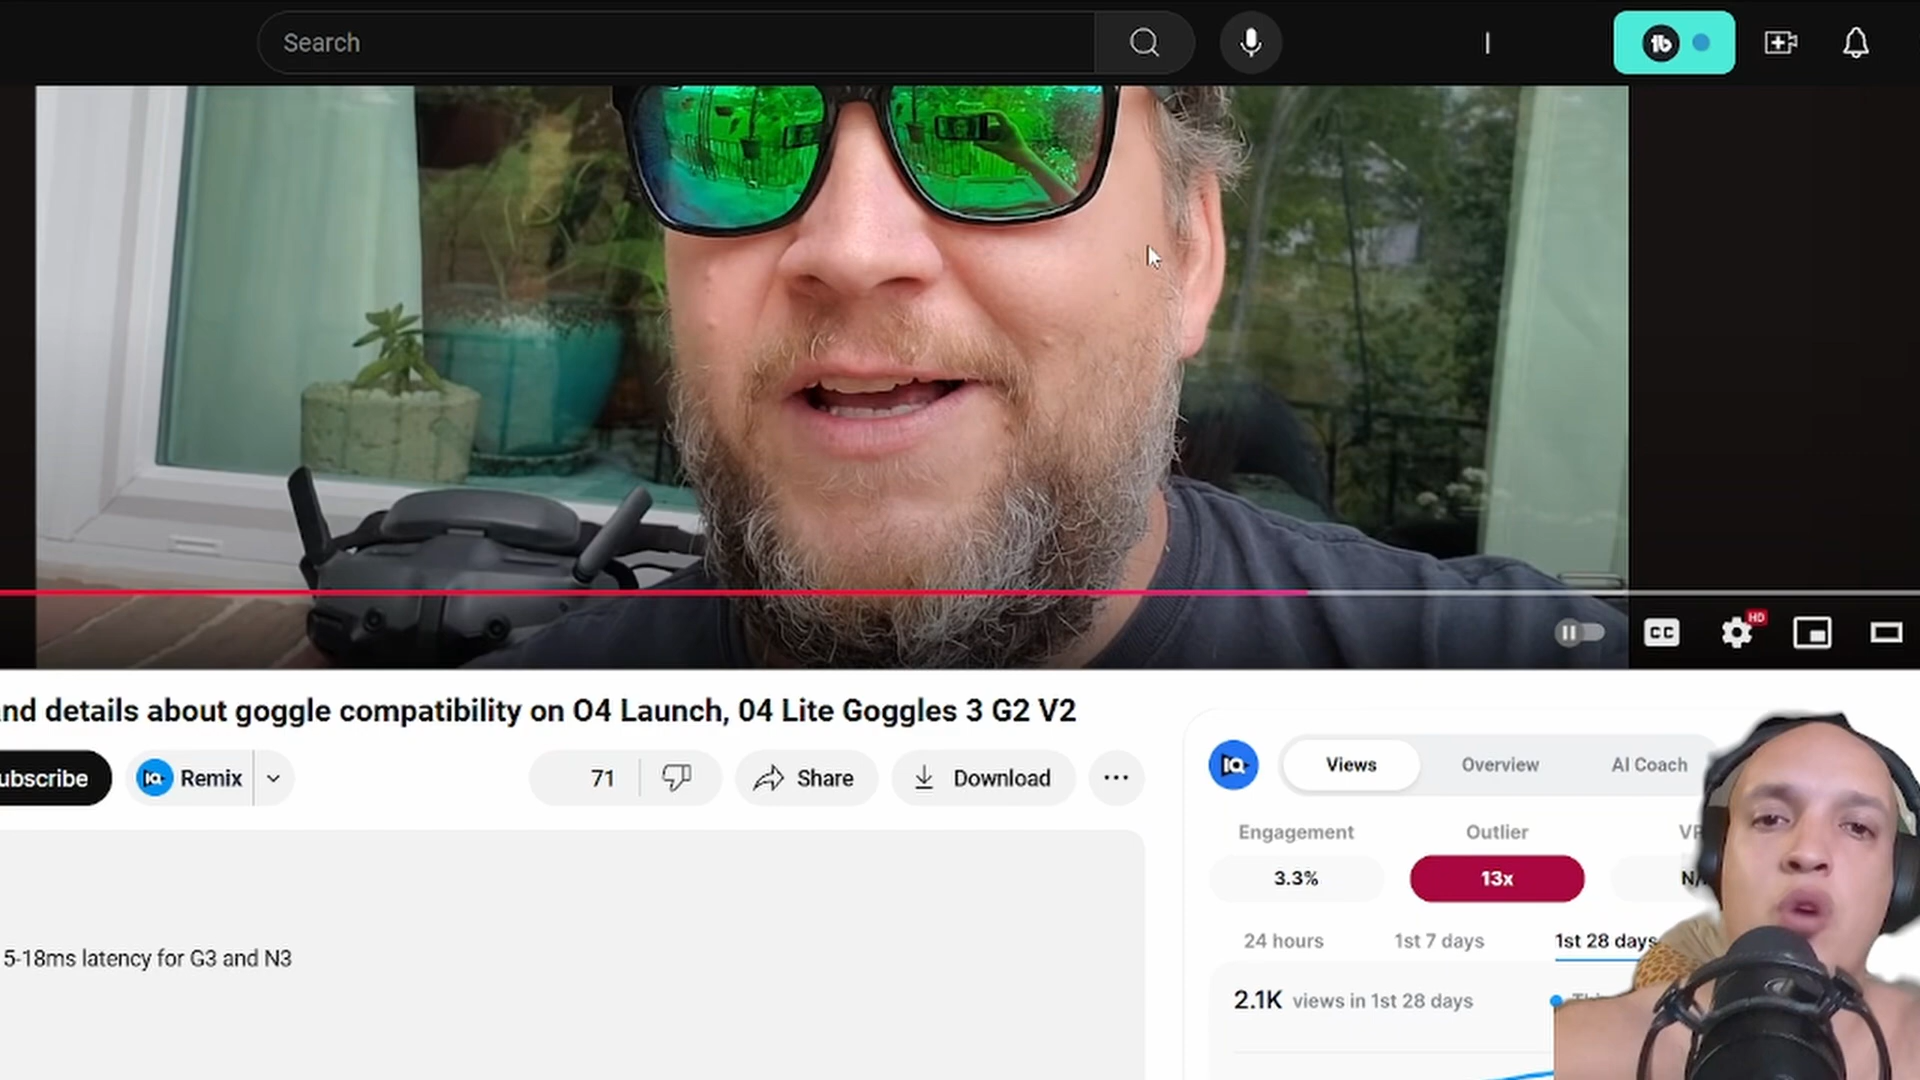 Search
HD
CC
nd details about goggle compatibility on O4 Launch, 04 Lite Goggles 3 G2 V2
ubscribe
Remix
71
Share
Download
Views
Overview
AI Coach
Engagement
Outlier
3.3%
13x
24 hours
1st 7 days
1st 28 days
5-18ms latency for G3 and N3
2.1K views in 1st 28 days